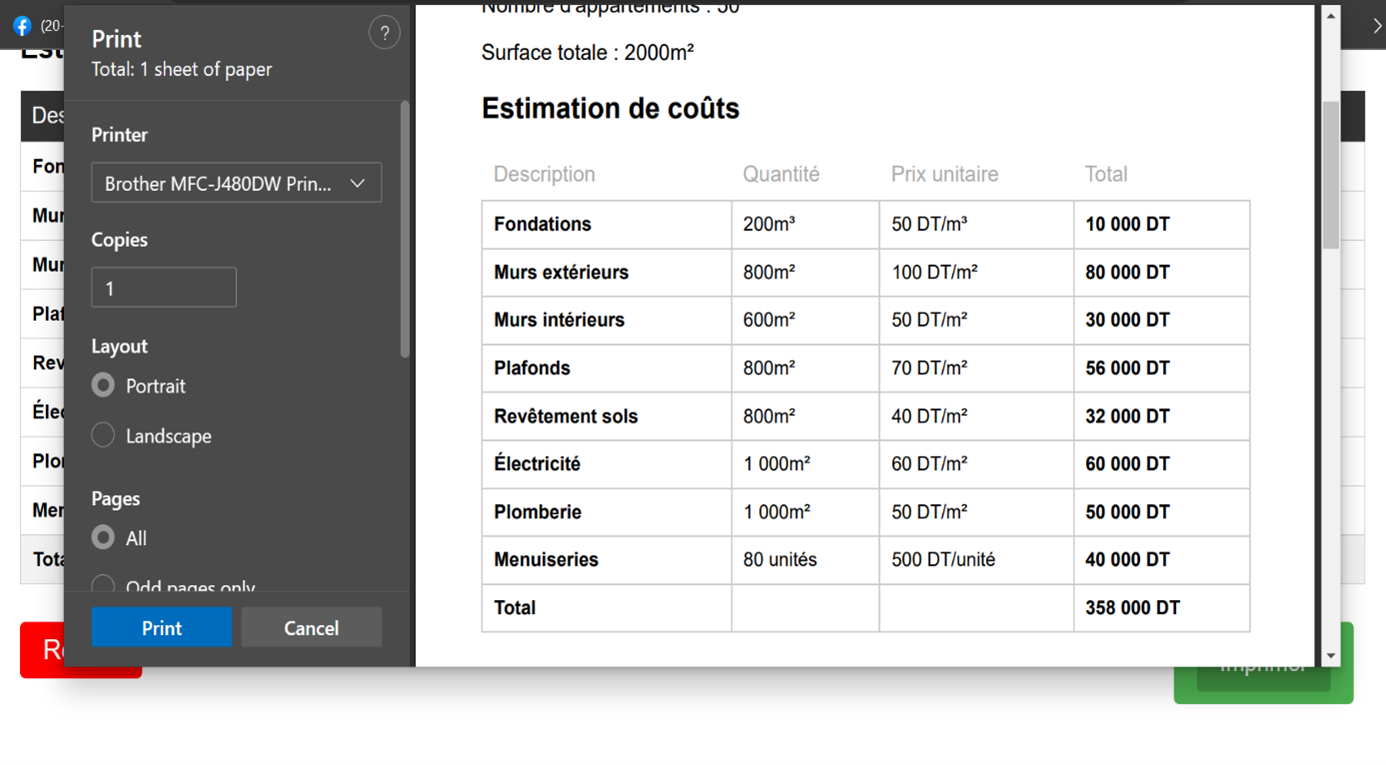 (20-
Print
?
Total: 1 sheet of paper
Printer
Brother MFC-J480DW Prin...
Copies
1
Layout
Portrait
Landscape
Pages
All
Odd pages only
Print
Cancel
Nombre d'appartements : 50
Surface totale : 2000m²
Estimation de coûts
Description Quantité Prix unitaire Total
Fondations 200m³ 50 DT/m³ 10 000 DT
Murs extérieurs 800m² 100 DT/m² 80 000 DT
Murs intérieurs 600m² 50 DT/m² 30 000 DT
Plafonds 800m² 70 DT/m² 56 000 DT
Revêtement sols 800m² 40 DT/m² 32 000 DT
Électricité 1 000m² 60 DT/m² 60 000 DT
Plomberie 1 000m² 50 DT/m² 50 000 DT
Menuiseries 80 unités 500 DT/unité 40 000 DT
Total 358 000 DT
Imprimer